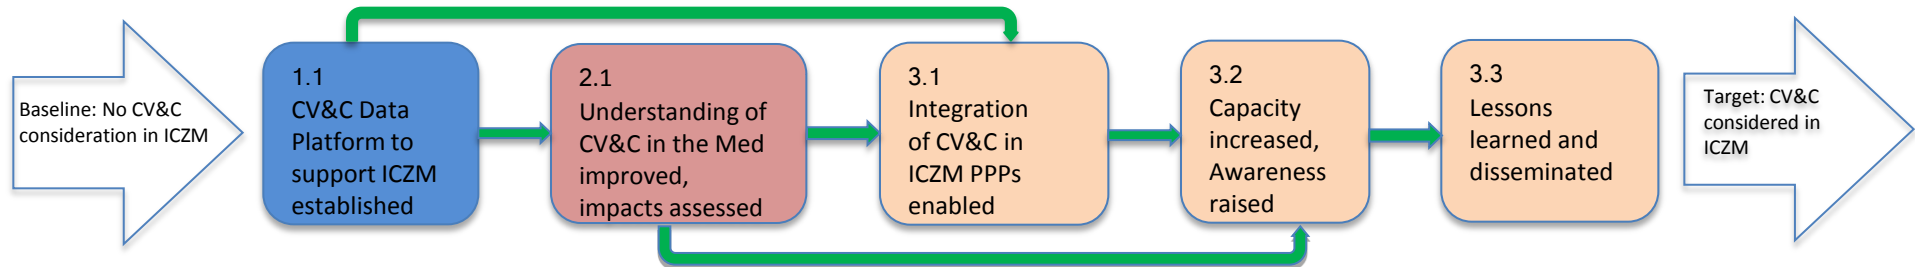 Baseline: No CV&C
consideration in ICZM
1.1
CV&C Data
Platform to
support ICZM
established
2.1
Understanding of
CV&C in the Med
improved,
impacts assessed
3.1
Integration
of CV&C in
ICZM PPPs
enabled
3.2
Capacity
increased,
Awareness
raised
3.3
Lessons
learned and
disseminated
Target: CV&C
considered in
ICZM